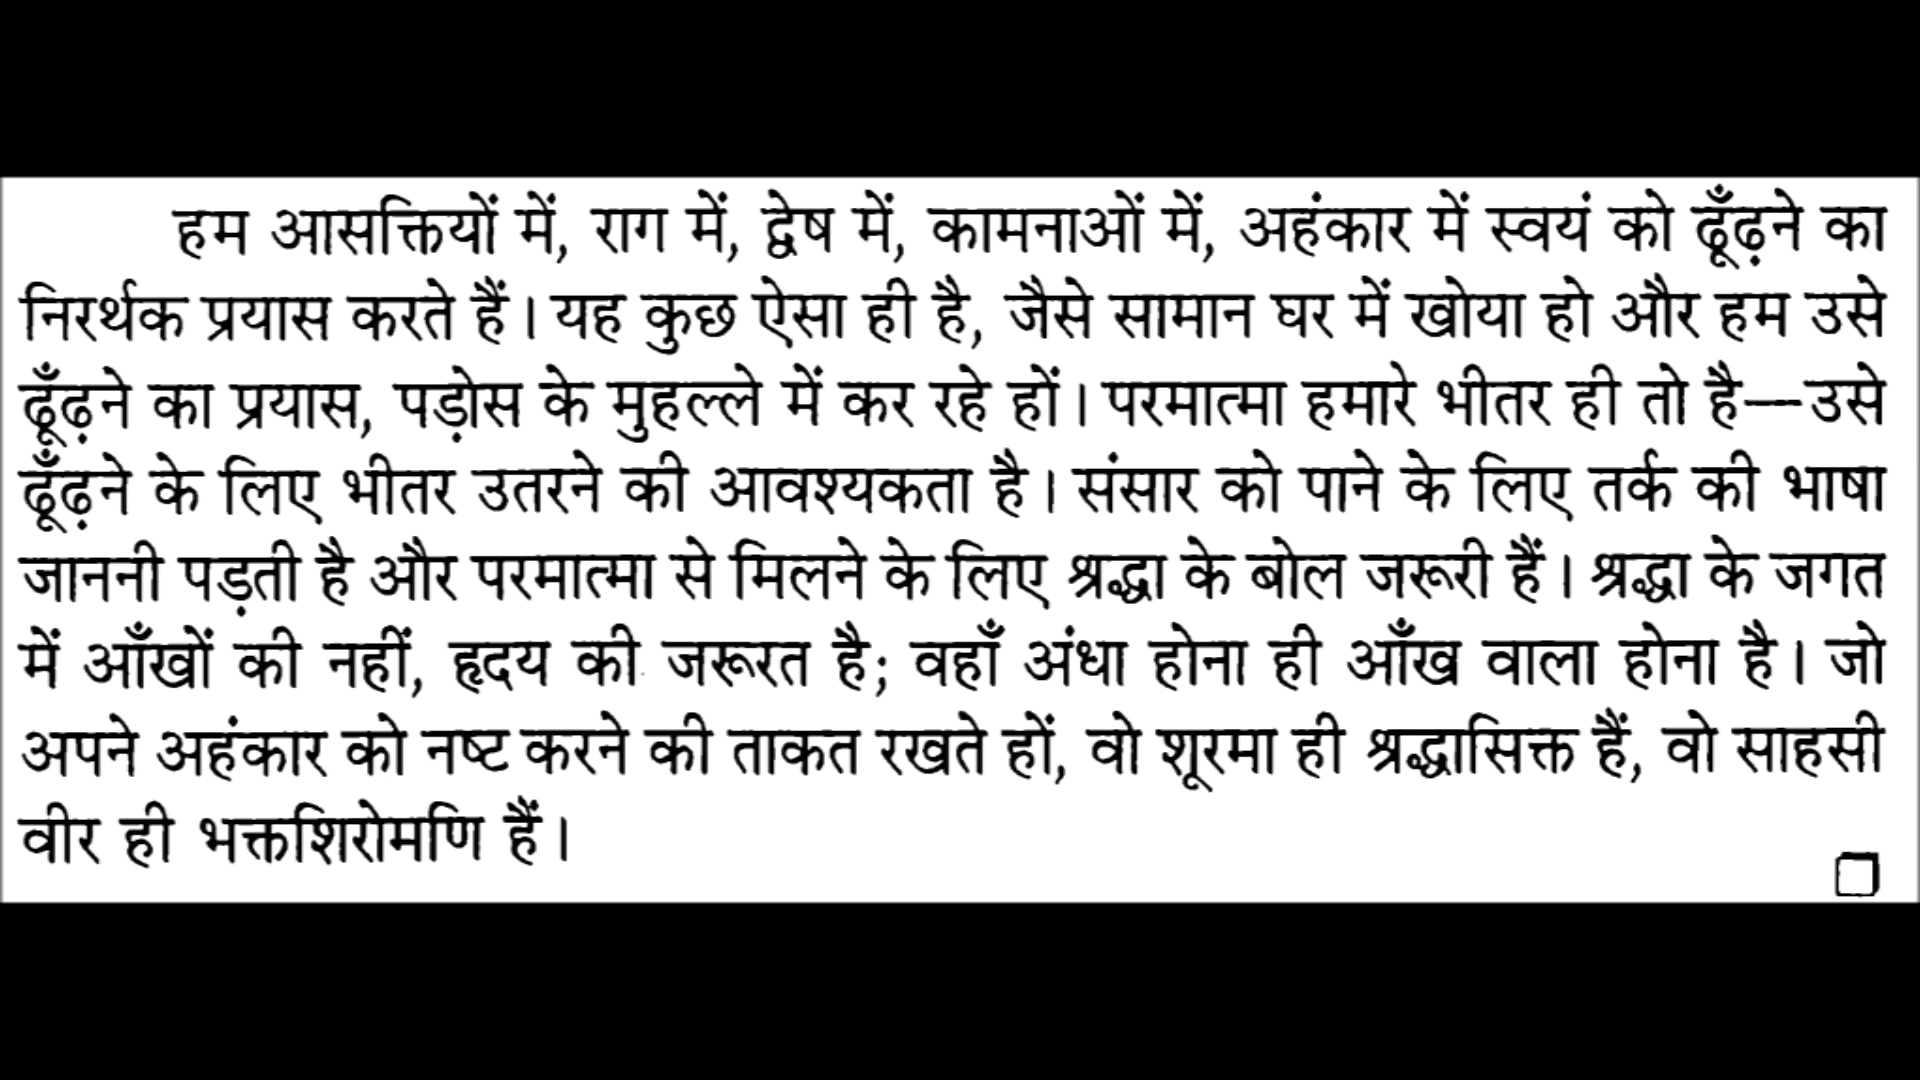 हम आसक्तियों में, राग में, द्वेष में, कामनाओं में, अहंकार में स्वयं को ढूँढ़ने का
निरर्थक प्रयास करते हैं। यह कुछ ऐसा ही है, जैसे सामान घर में खोया हो और हम उसे
ढूँढ़ने का प्रयास, पड़ोस के मुहल्ले में कर रहे हों। परमात्मा हमारे भीतर ही तो है—उसे
ढूँढ़ने के लिए भीतर उतरने की आवश्यकता है। संसार को पाने के लिए तर्क की भाषा
जाननी पड़ती है और परमात्मा से मिलने के लिए श्रद्धा के बोल जरूरी हैं। श्रद्धा के जगत
में आँखों की नहीं, हृदय की जरूरत है; वहाँ अंधा होना ही आँख वाला होना है। जो
अपने अहंकार को नष्ट करने की ताकत रखते हों, वो शूरमा ही श्रद्धासिक्त हैं, वो साहसी
वीर ही भक्तशिरोमणि हैं।